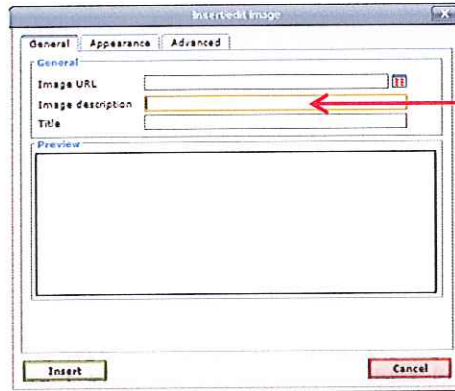 Insert/edit image
General Appearance Advanced
General
Image URL
Image description
Title
Preview
Insert Cancel